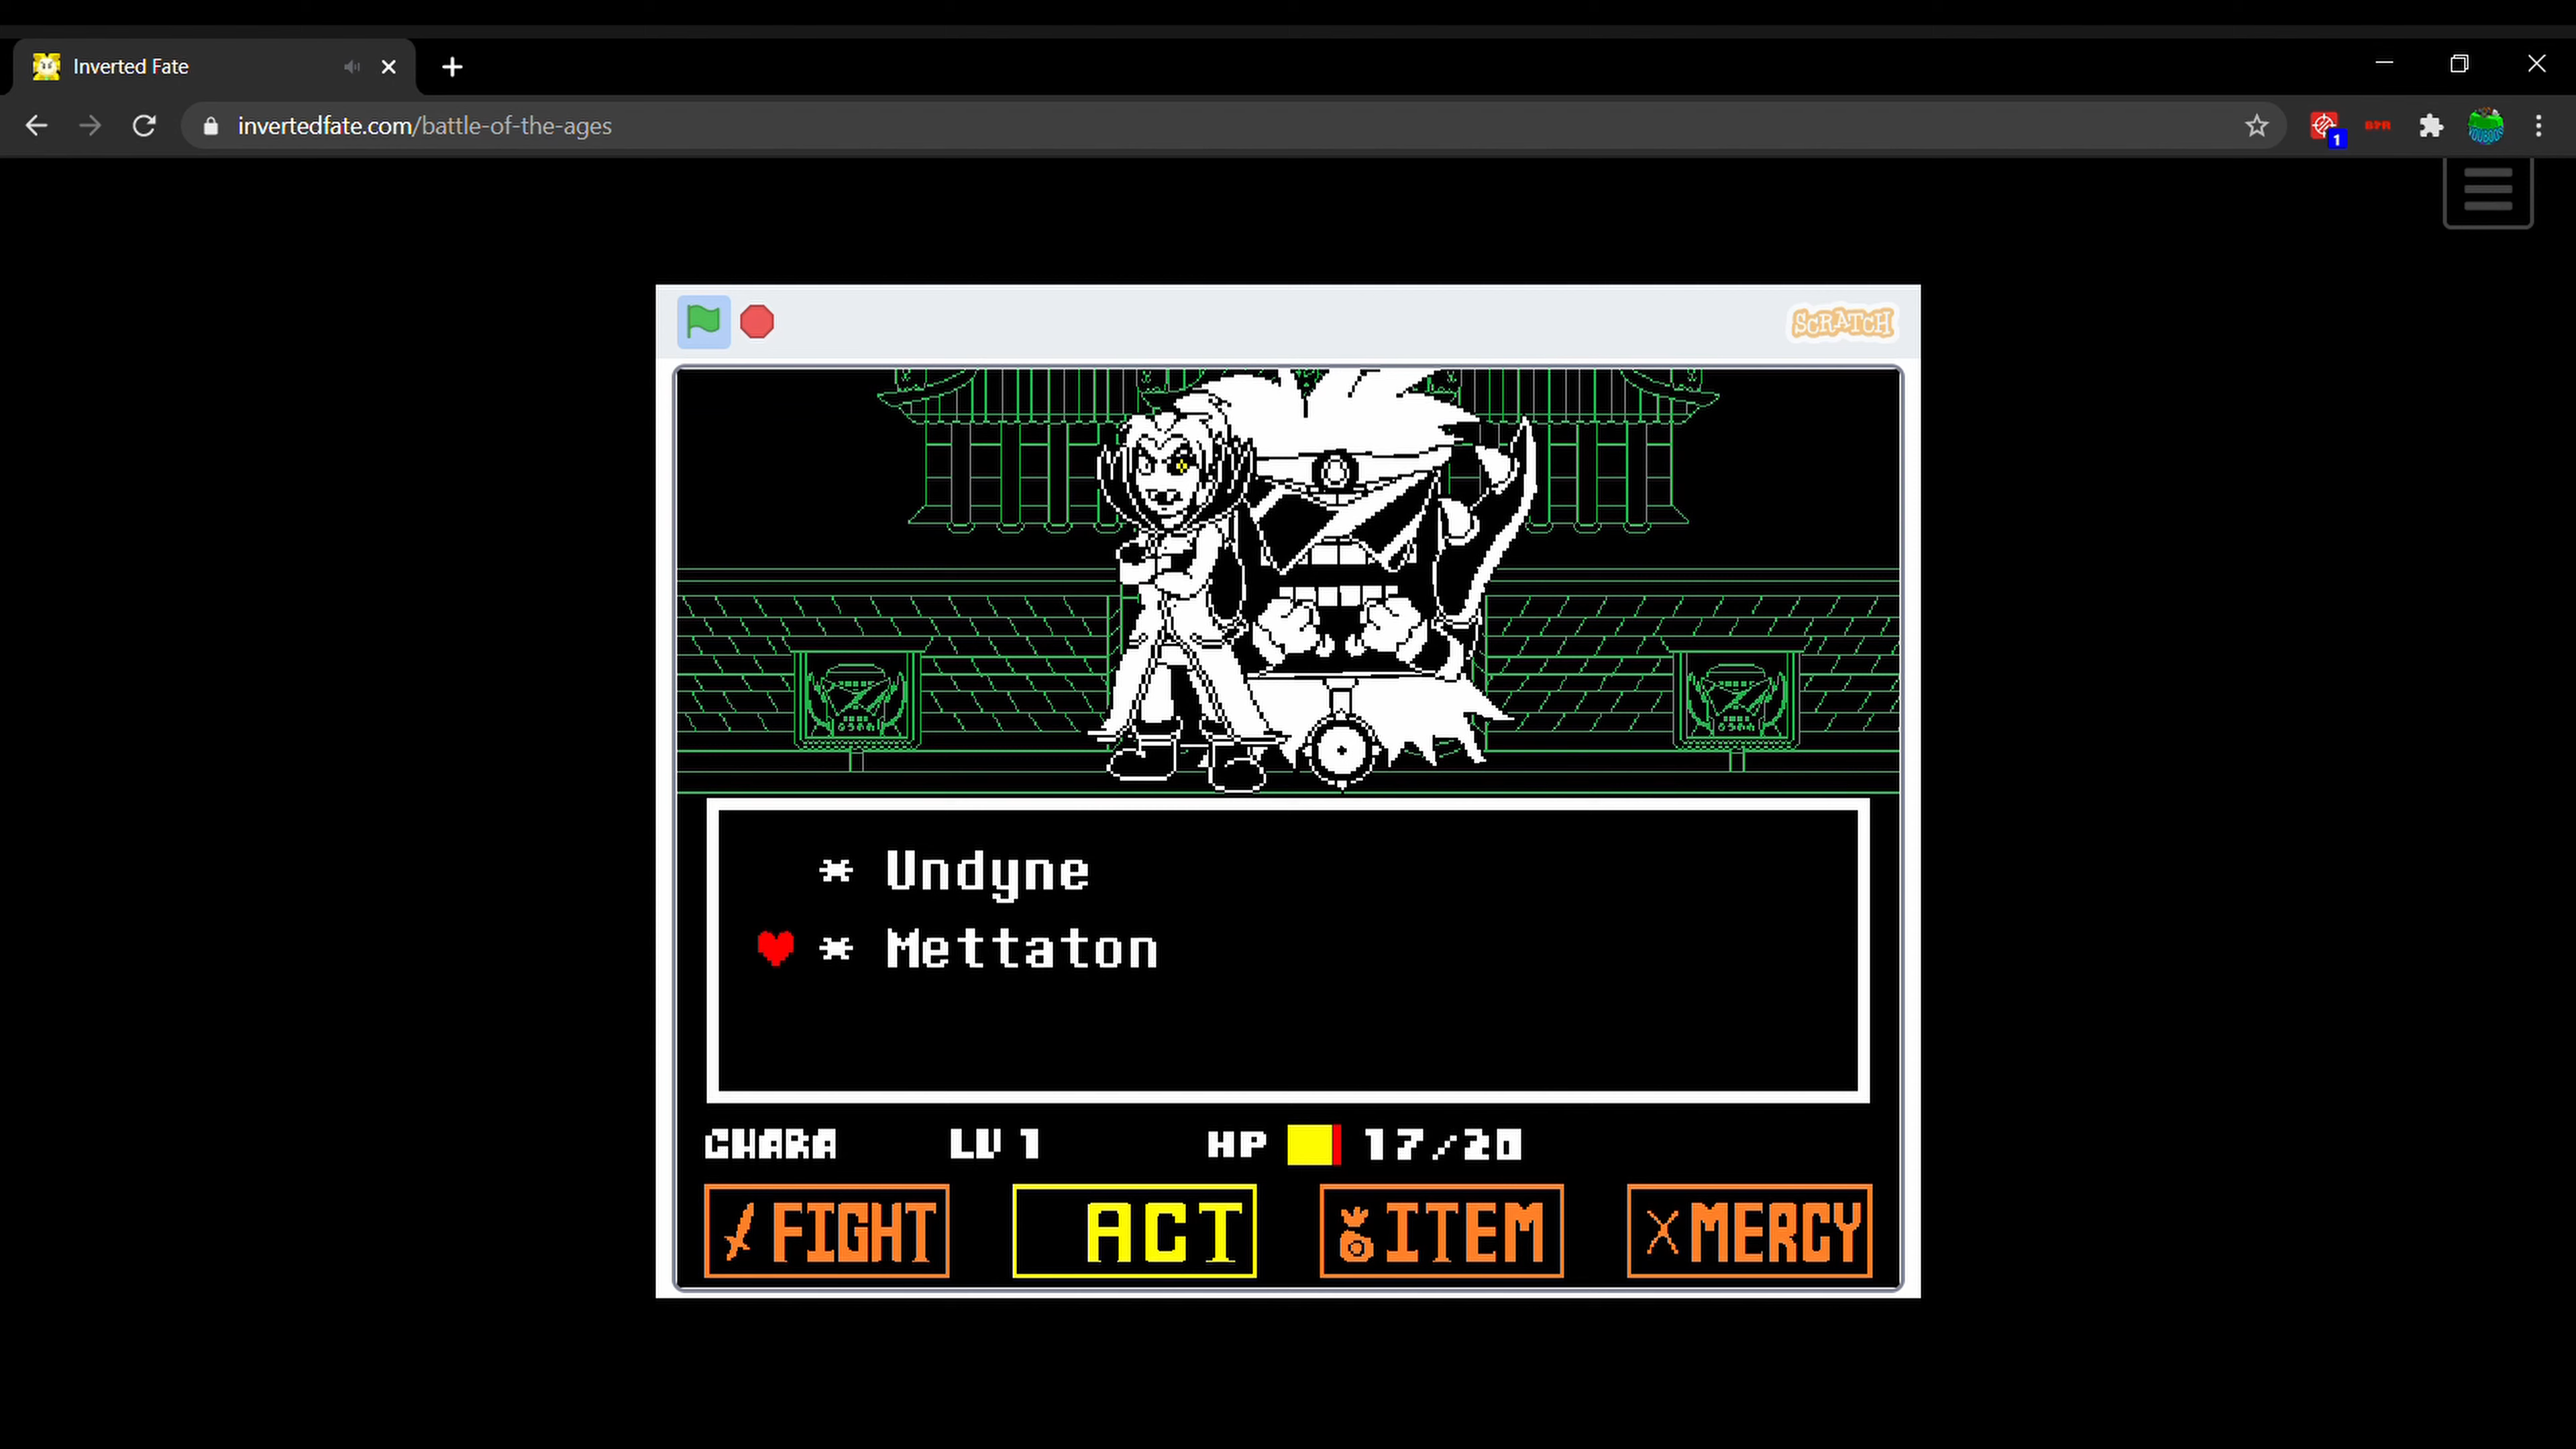 Inverted Fate
invertedfate.com/battle-of-the-ages
1
SCRATCH
* Undyne
* Mettaton
CHARA LV 1 HP 17/20
FIGHT ACT ITEM MERCY